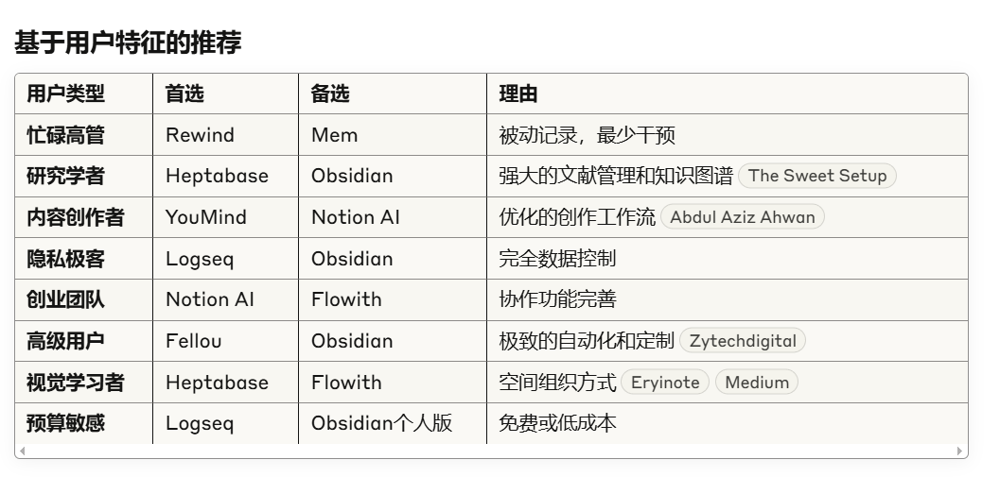 基于用户特征的推荐
用户类型 首选 备选 理由
忙碌高管 Rewind Mem 被动记录，最少干预
研究学者 Heptabase Obsidian 强大的文献管理和知识图谱 The Sweet Setup
内容创作者 YouMind Notion AI 优化的创作工作流 Abdul Aziz Ahwan
隐私极客 Logseq Obsidian 完全数据控制
创业团队 Notion AI Flowith 协作功能完善
高级用户 Fellou Obsidian 极致的自动化和定制 Zytechdigital
视觉学习者 Heptabase Flowith 空间组织方式 Eryinote Medium
预算敏感 Logseq Obsidian个人版 免费或低成本